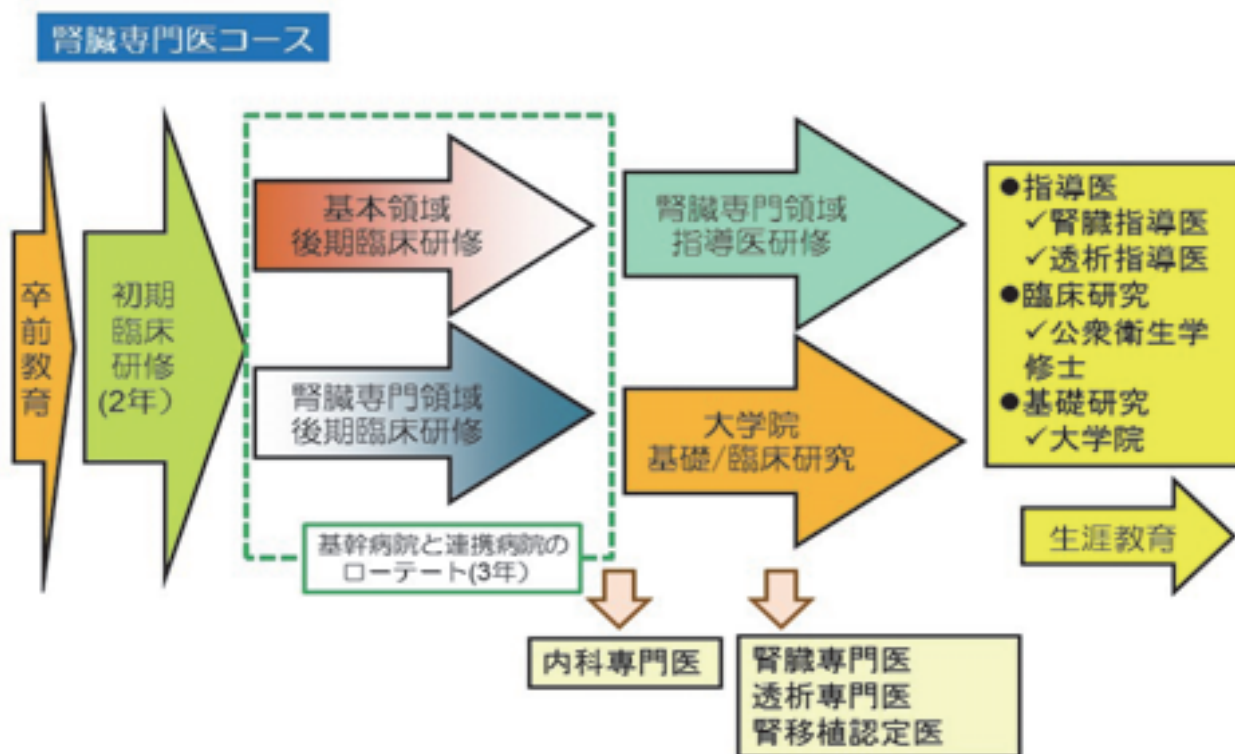 腎臓専門医コース
卒
前
教
育
初期
臨床
研修
(2年)
基本領域
後期臨床研修
腎臓専門領域
後期臨床研修
基幹病院と連携病院の
ローテート(3年)
腎臓専門領域
指導医研修
大学院
基礎/臨床研究
●指導医
✓腎臓指導医
✓透析指導医
●臨床研究
✓公衆衛生学
修士
●基礎研究
✓大学院
生涯教育
内科専門医
腎臓専門医
透析専門医
腎移植認定医